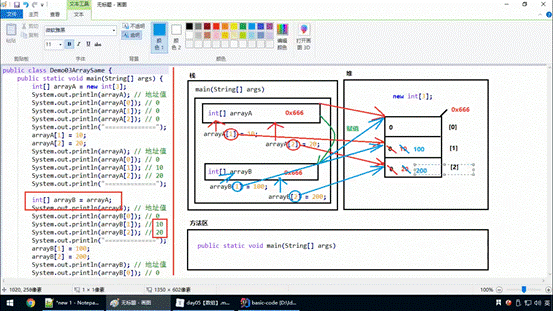 无标题 - 画图
文本工具
文件
主页
查看
文本
粘贴
剪切
复制
微软雅黑
11
B
不透明
透明
剪贴板
字体
背景
颜色 1
颜色 2
编辑颜色
打开画图 3D
颜色
public class Demo03ArraySame {
public static void main(String[] args) {
int[] arrayA = new int[3];
System.out.println(arrayA); // 地址值
System.out.println(arrayA[0]); // 0
System.out.println(arrayA[1]); // 0
System.out.println(arrayA[2]); // 0
System.out.println("==============");
arrayA[1] = 10;
arrayA[2] = 20;
System.out.println(arrayA); // 地址值
System.out.println(arrayA[0]); // 0
System.out.println(arrayA[1]); // 10
System.out.println(arrayA[2]); // 20
System.out.println("==============");
int[] arrayB = arrayA;
System.out.println(arrayB); // 地址值
System.out.println(arrayB[0]); // 0
System.out.println(arrayB[1]); // 10
System.out.println(arrayB[2]); // 20
System.out.println("==============");
arrayB[1] = 100;
arrayB[2] = 200;
System.out.println(arrayB); // 地址值
System.out.println(arrayB[0]); // 0
栈
main(String[] args)
int[] arrayA 0x666
arrayA[1] = 10;
arrayA[2] = 20;
赋值
int[] arrayB 0x666
arrayB[1] = 100;
arrayB[2] = 200;
堆
new int[3];
0x666
0 [0]
0 10 100 [1]
0 20 200 [2]
方法区
public static void main(String[] args)
1020, 258像素
1 × 1像素
1350 × 602像素
100%
*new 1 - Notepa...
无标题 - 画图
day05【数组】.m...
basic-code [D:\Id...
英